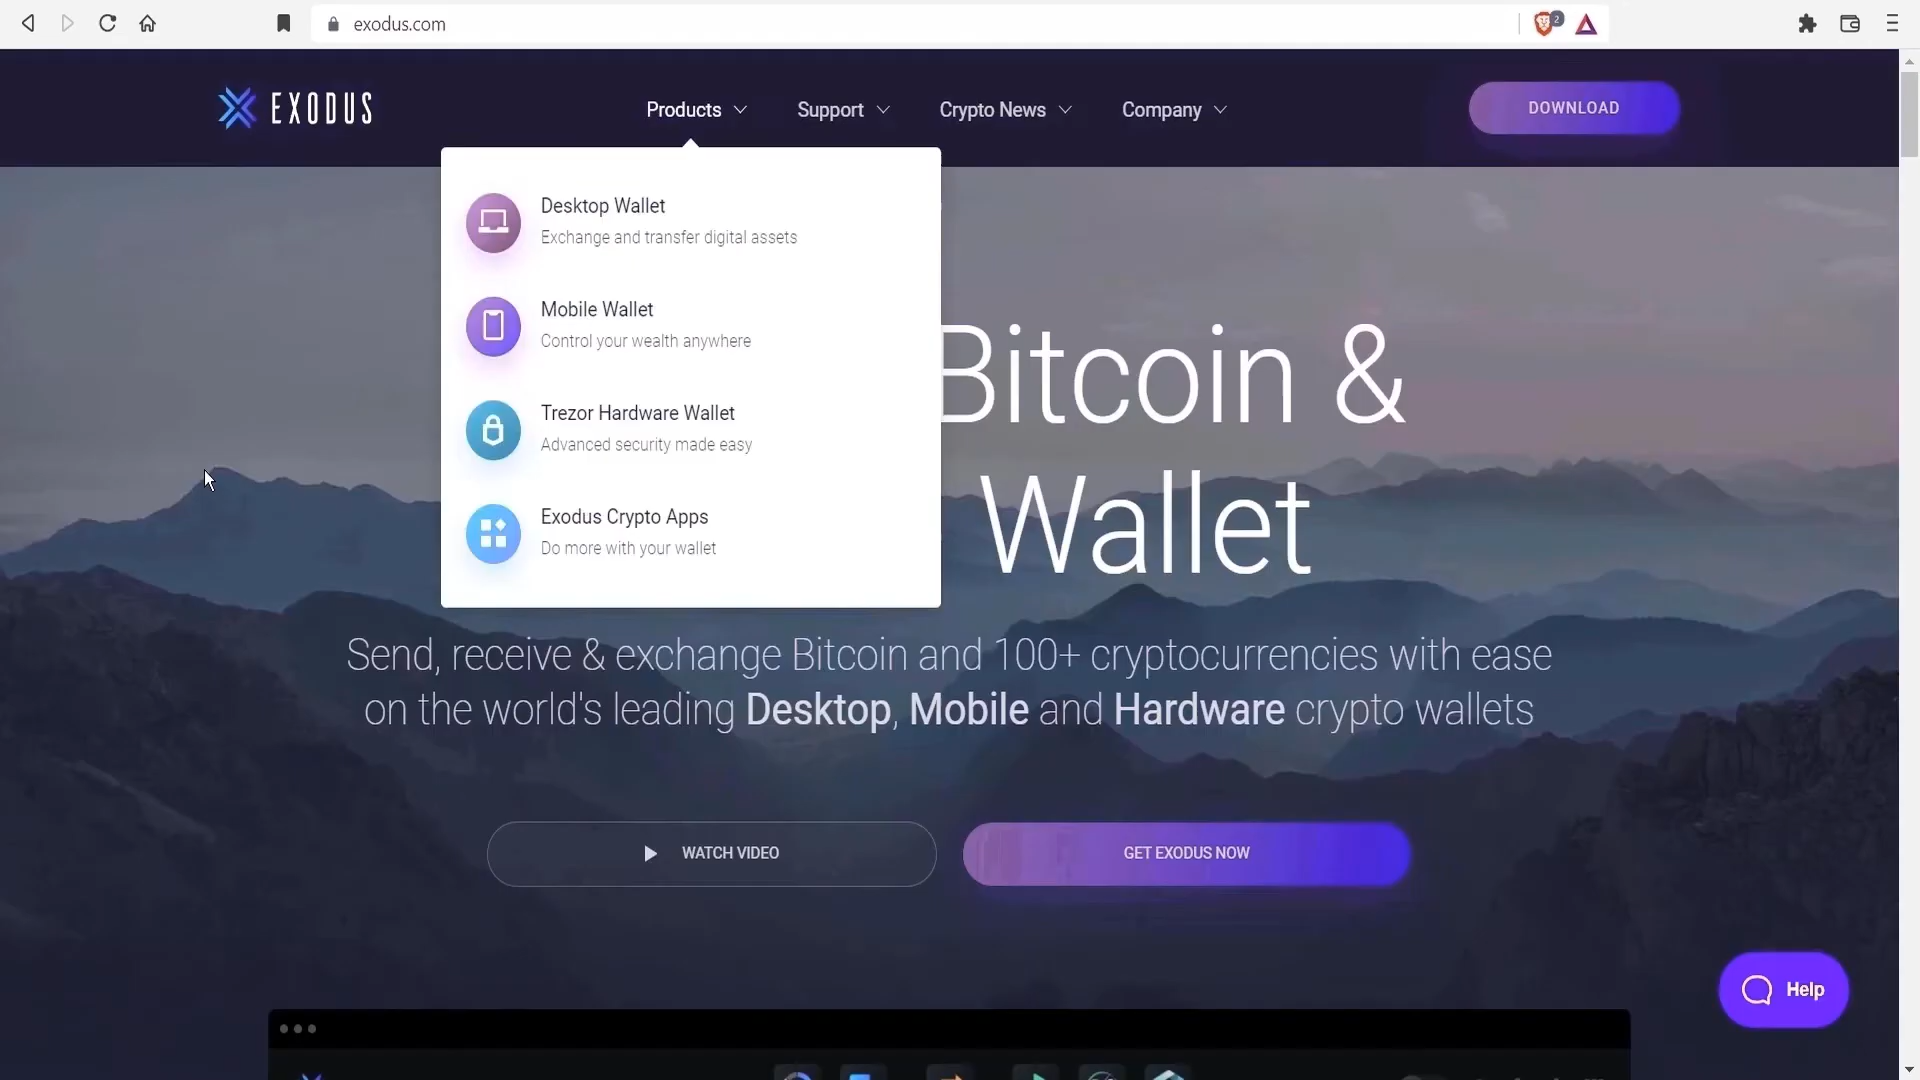 exodus.com
2
EXODUS
Products
Support
Crypto News
Company
DOWNLOAD
Desktop Wallet
Exchange and transfer digital assets
Mobile Wallet
Control your wealth anywhere
Trezor Hardware Wallet
Advanced security made easy
Exodus Crypto Apps
Do more with your wallet
Bitcoin &
Wallet
Send, receive & exchange Bitcoin and 100+ cryptocurrencies with ease
on the world's leading Desktop, Mobile and Hardware crypto wallets
WATCH VIDEO
GET EXODUS NOW
Help